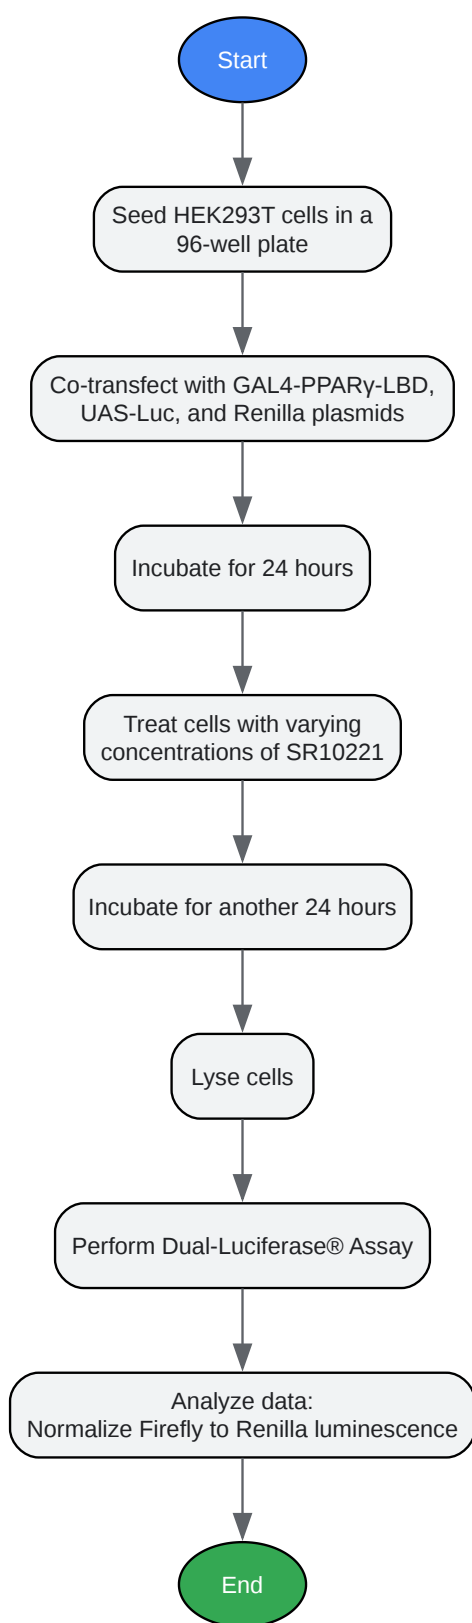 Start
Seed HEK293T cells in a
96-well plate
Co-transfect with GAL4-PPARγ-LBD,
UAS-Luc, and Renilla plasmids
Incubate for 24 hours
Treat cells with varying
concentrations of SR10221
Incubate for another 24 hours
Lyse cells
Perform Dual-Luciferase® Assay
Analyze data:
Normalize Firefly to Renilla luminescence
End